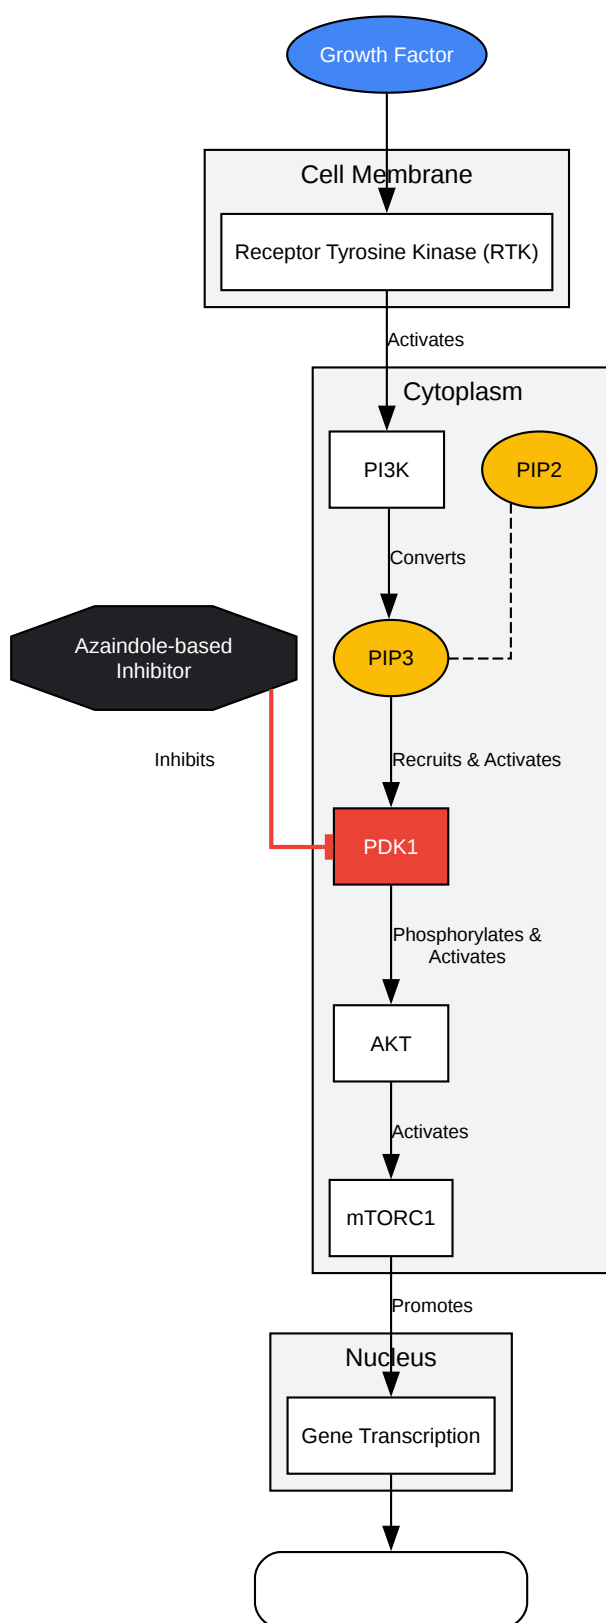 Growth Factor
Cell Membrane
Receptor Tyrosine Kinase (RTK)
Activates
Cytoplasm
PI3K
PIP2
Converts
Azaindole-based
Inhibitor
PIP3
Inhibits
Recruits & Activates
PDK1
Phosphorylates &
Activates
AKT
Activates
mTORC1
Promotes
Nucleus
Gene Transcription